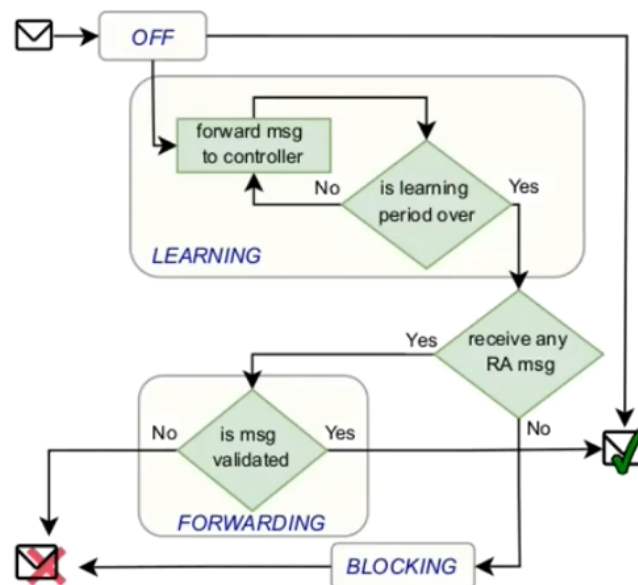 OFF
forward msg
to controller
No
is learning
period over
Yes
LEARNING
Yes
receive any
RA msg
No
No
is msg
validated
Yes
FORWARDING
BLOCKING